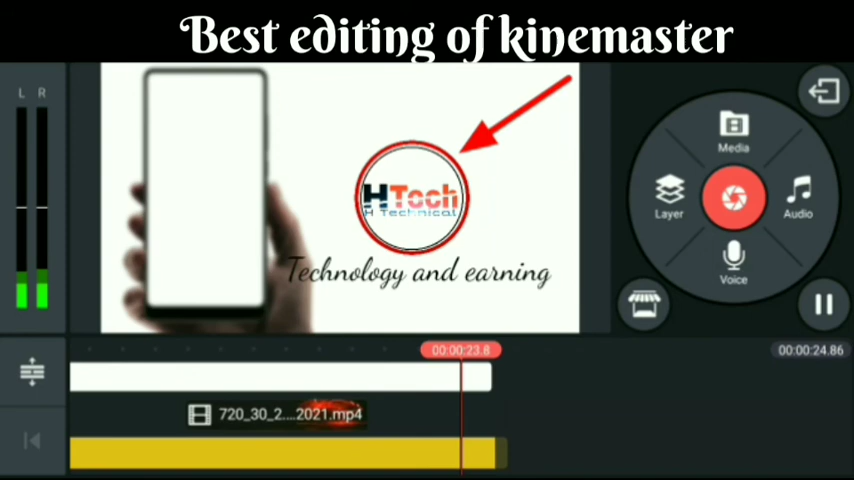 Best editing of kinemaster
L R
Media
HTech
H Technical
Layer
Audio
Technology and earning
Voice
00:00:23.8
00:00:24.86
720_30_2....2021.mp4